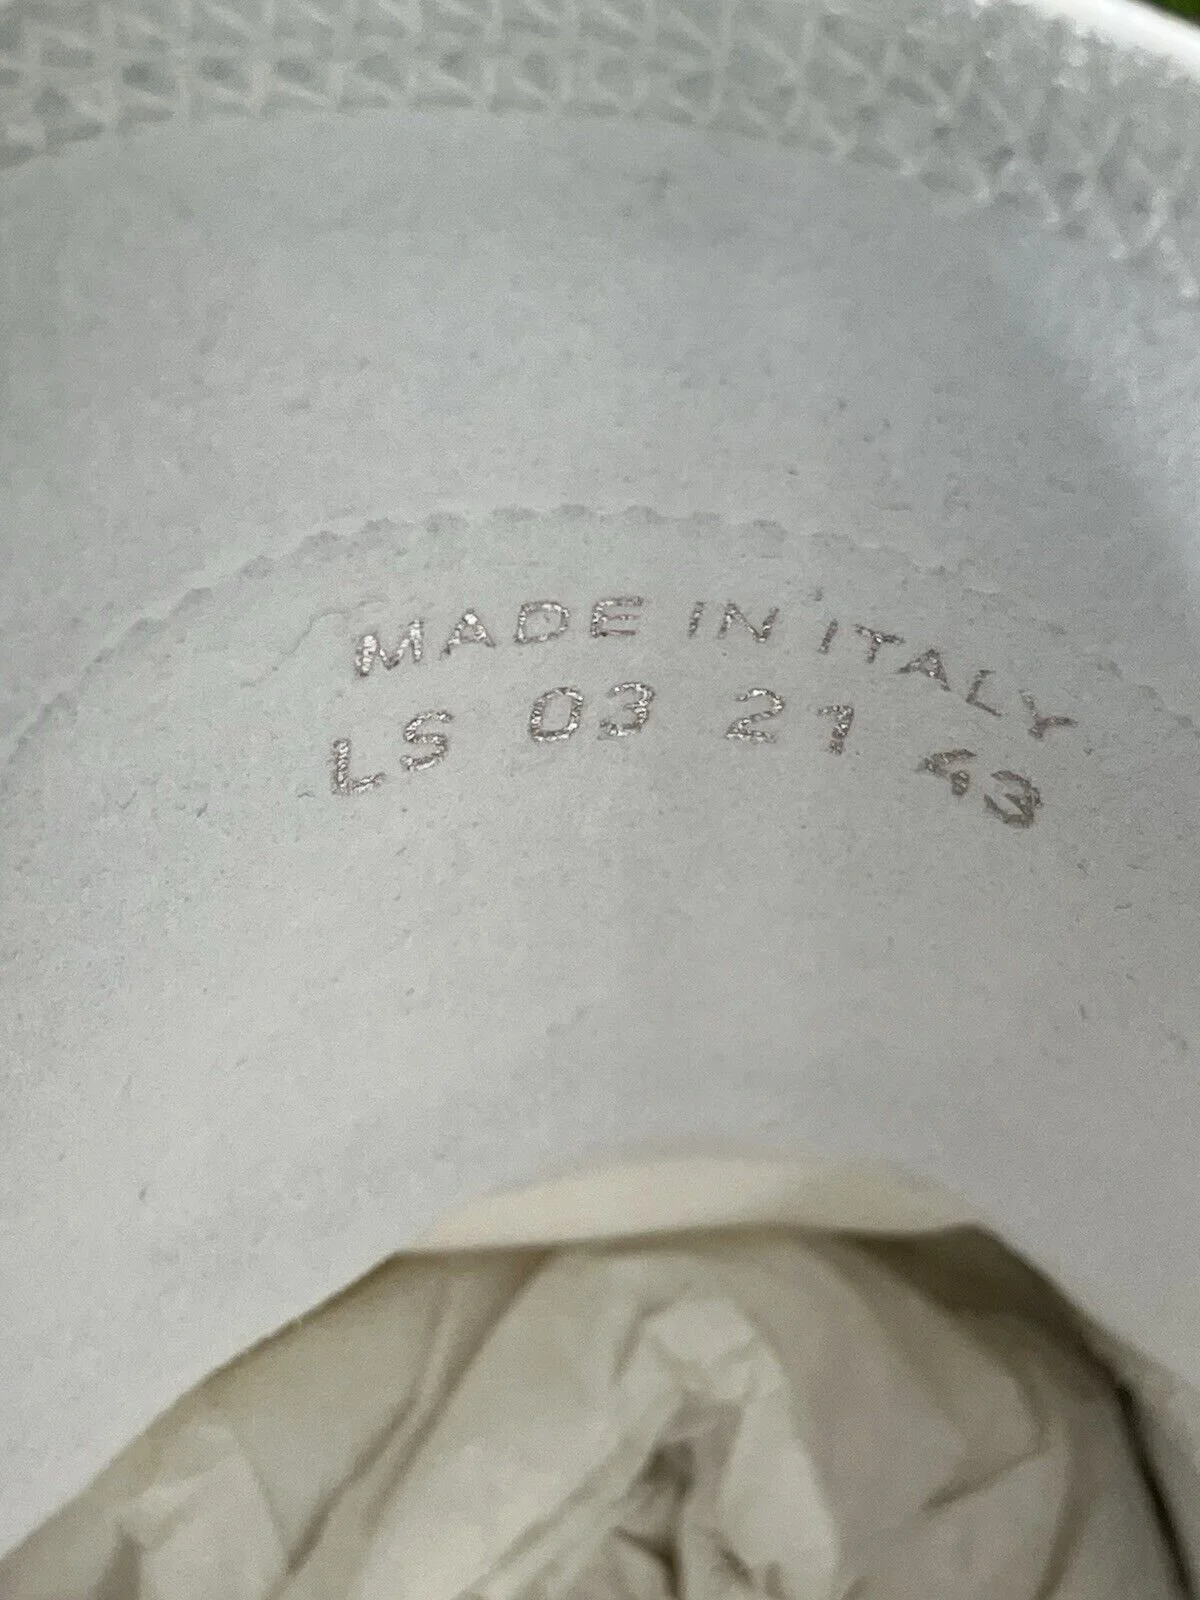 MADE IN ITALY
LS 03 21 43